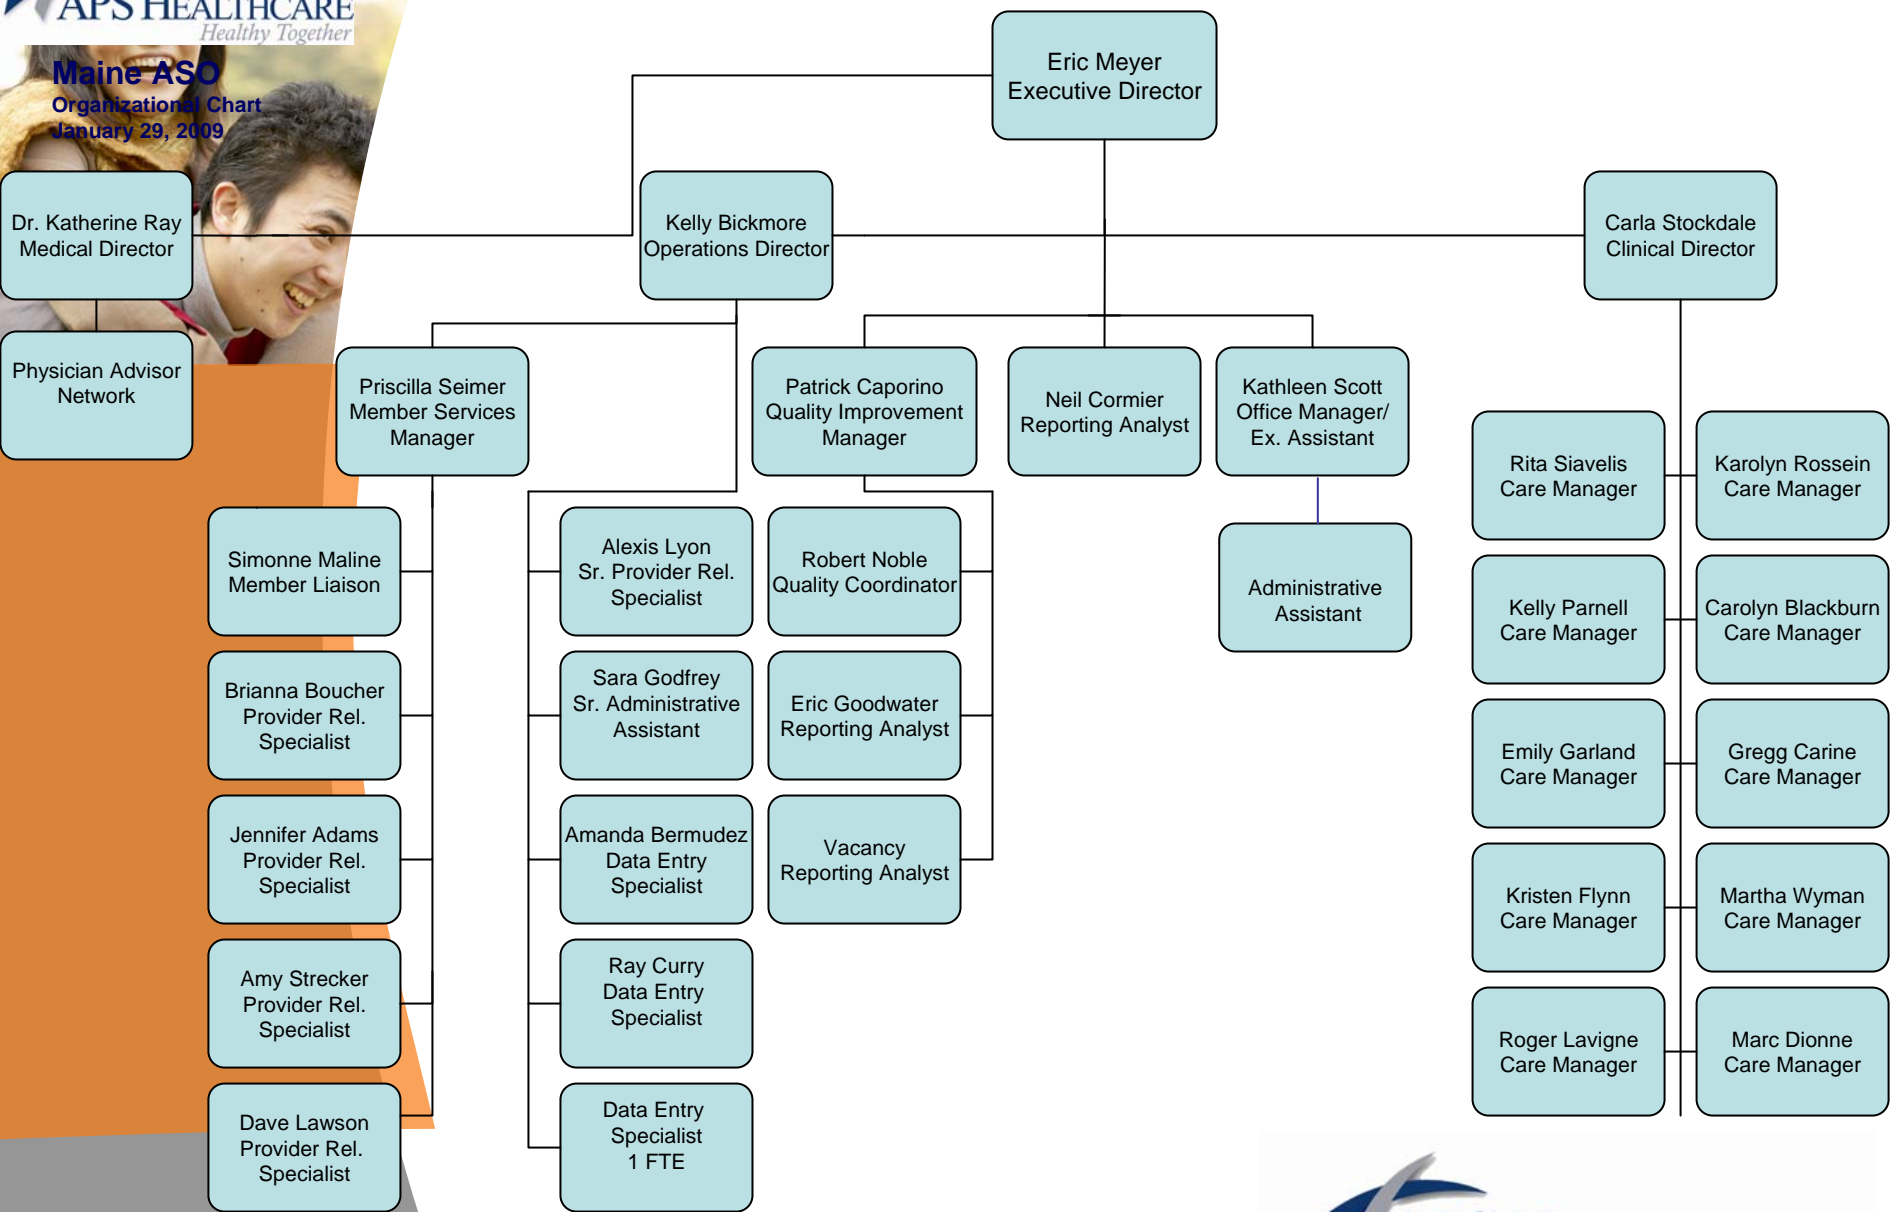 APS HEALTHCARE
Healthy Together
Maine ASO
Organizational Chart
January 29, 2009
Eric Meyer
Executive Director
Dr. Katherine Ray
Medical Director
Kelly Bickmore
Operations Director
Carla Stockdale
Clinical Director
Physician Advisor
Network
Priscilla Seimer
Member Services
Manager
Patrick Caporino
Quality Improvement
Manager
Neil Cormier
Reporting Analyst
Kathleen Scott
Office Manager/
Ex. Assistant
Simonne Maline
Member Liaison
Brianna Boucher
Provider Rel.
Specialist
Jennifer Adams
Provider Rel.
Specialist
Amy Strecker
Provider Rel.
Specialist
Dave Lawson
Provider Rel.
Specialist
Alexis Lyon
Sr. Provider Rel.
Specialist
Sara Godfrey
Sr. Administrative
Assistant
Amanda Bermudez
Data Entry
Specialist
Ray Curry
Data Entry
Specialist
Data Entry
Specialist
1 FTE
Robert Noble
Quality Coordinator
Eric Goodwater
Reporting Analyst
Vacancy
Reporting Analyst
Administrative
Assistant
Rita Siavelis
Care Manager
Karolyn Rossein
Care Manager
Kelly Parnell
Care Manager
Carolyn Blackburn
Care Manager
Emily Garland
Care Manager
Gregg Carine
Care Manager
Kristen Flynn
Care Manager
Martha Wyman
Care Manager
Roger Lavigne
Care Manager
Marc Dionne
Care Manager